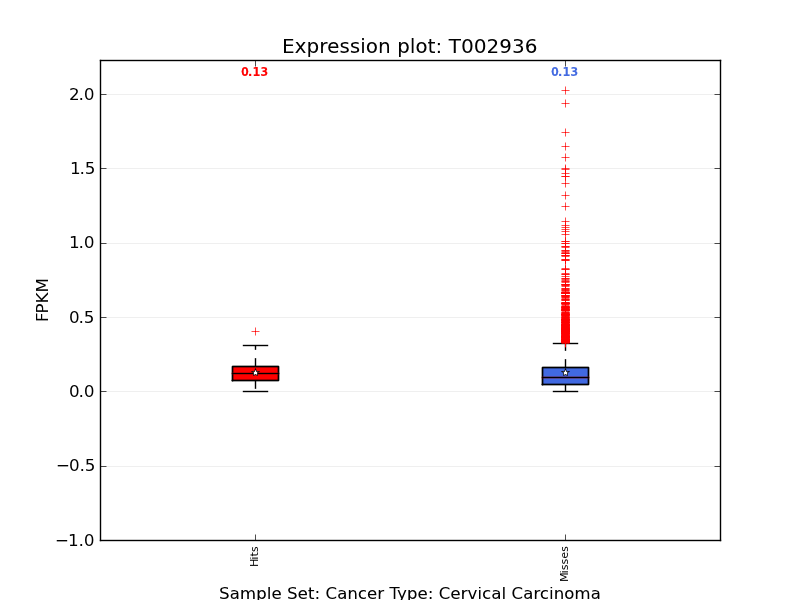 Expression plot: T002936
0.13
0.13
2.0
1.5
1.0
0.5
0.0
−0.5
−1.0
FPKM
Hits
Misses
Sample Set: Cancer Type: Cervical Carcinoma